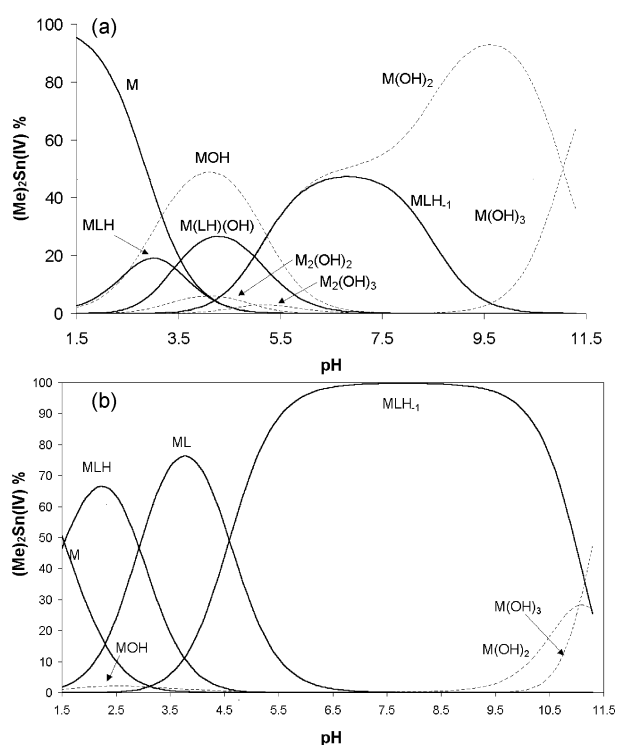 (a)
(Me)₂Sn(IV) %
100
80
60
40
20
0
M
MOH
MLH
M(LH)(OH)
M₂(OH)₂
M₂(OH)₃
M(OH)₂
MLH₋₁
M(OH)₃
1.5 3.5 5.5 7.5 9.5 11.5
pH
(b)
(Me)₂Sn(IV) %
100
90
80
70
60
50
40
30
20
10
0
MLH
ML
MLH₋₁
M
MOH
M(OH)₃
M(OH)₂
1.5 2.5 3.5 4.5 5.5 6.5 7.5 8.5 9.5 10.5 11.5
pH